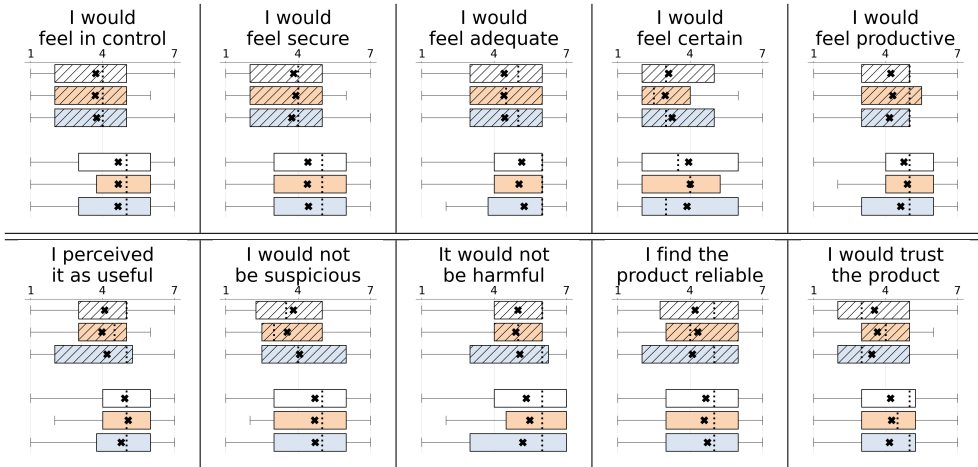 I would
feel in control
1 4 7
I would
feel secure
1 4 7
I would
feel adequate
1 4 7
I would
feel certain
1 4 7
I would
feel productive
1 4 7
I perceived
it as useful
1 4 7
I would not
be suspicious
1 4 7
It would not
be harmful
1 4 7
I find the
product reliable
1 4 7
I would trust
the product
1 4 7